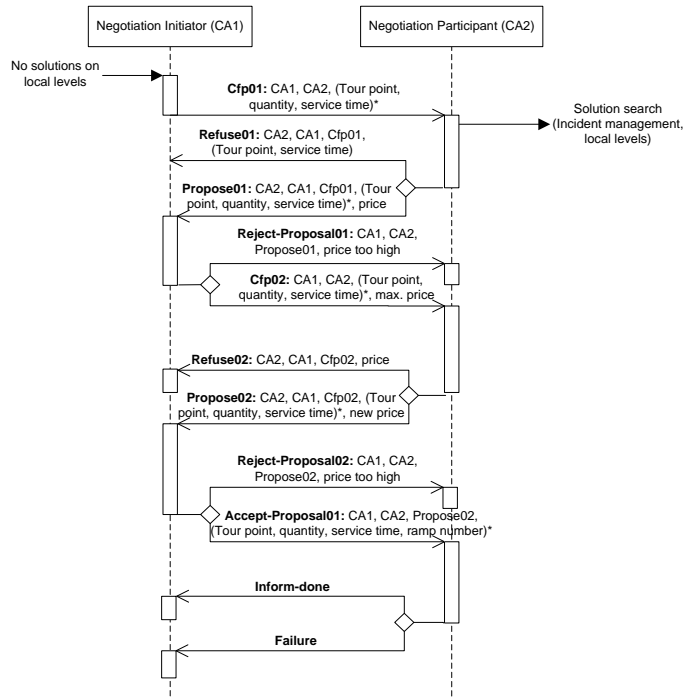 Negotiation Initiator (CA1)
Negotiation Participant (CA2)
No solutions on
local levels
Cfp01: CA1, CA2, (Tour point,
quantity, service time)*
Solution search
(Incident management,
local levels)
Refuse01: CA2, CA1, Cfp01,
(Tour point, service time)
Propose01: CA2, CA1, Cfp01, (Tour
point, quantity, service time)*, price
Reject-Proposal01: CA1, CA2,
Propose01, price too high
Cfp02: CA1, CA2, (Tour point,
quantity, service time)*, max. price
Refuse02: CA2, CA1, Cfp02, price
Propose02: CA2, CA1, Cfp02, (Tour
point, quantity, service time)*, new price
Reject-Proposal02: CA1, CA2,
Propose02, price too high
Accept-Proposal01: CA1, CA2, Propose02,
(Tour point, quantity, service time, ramp number)*
Inform-done
Failure